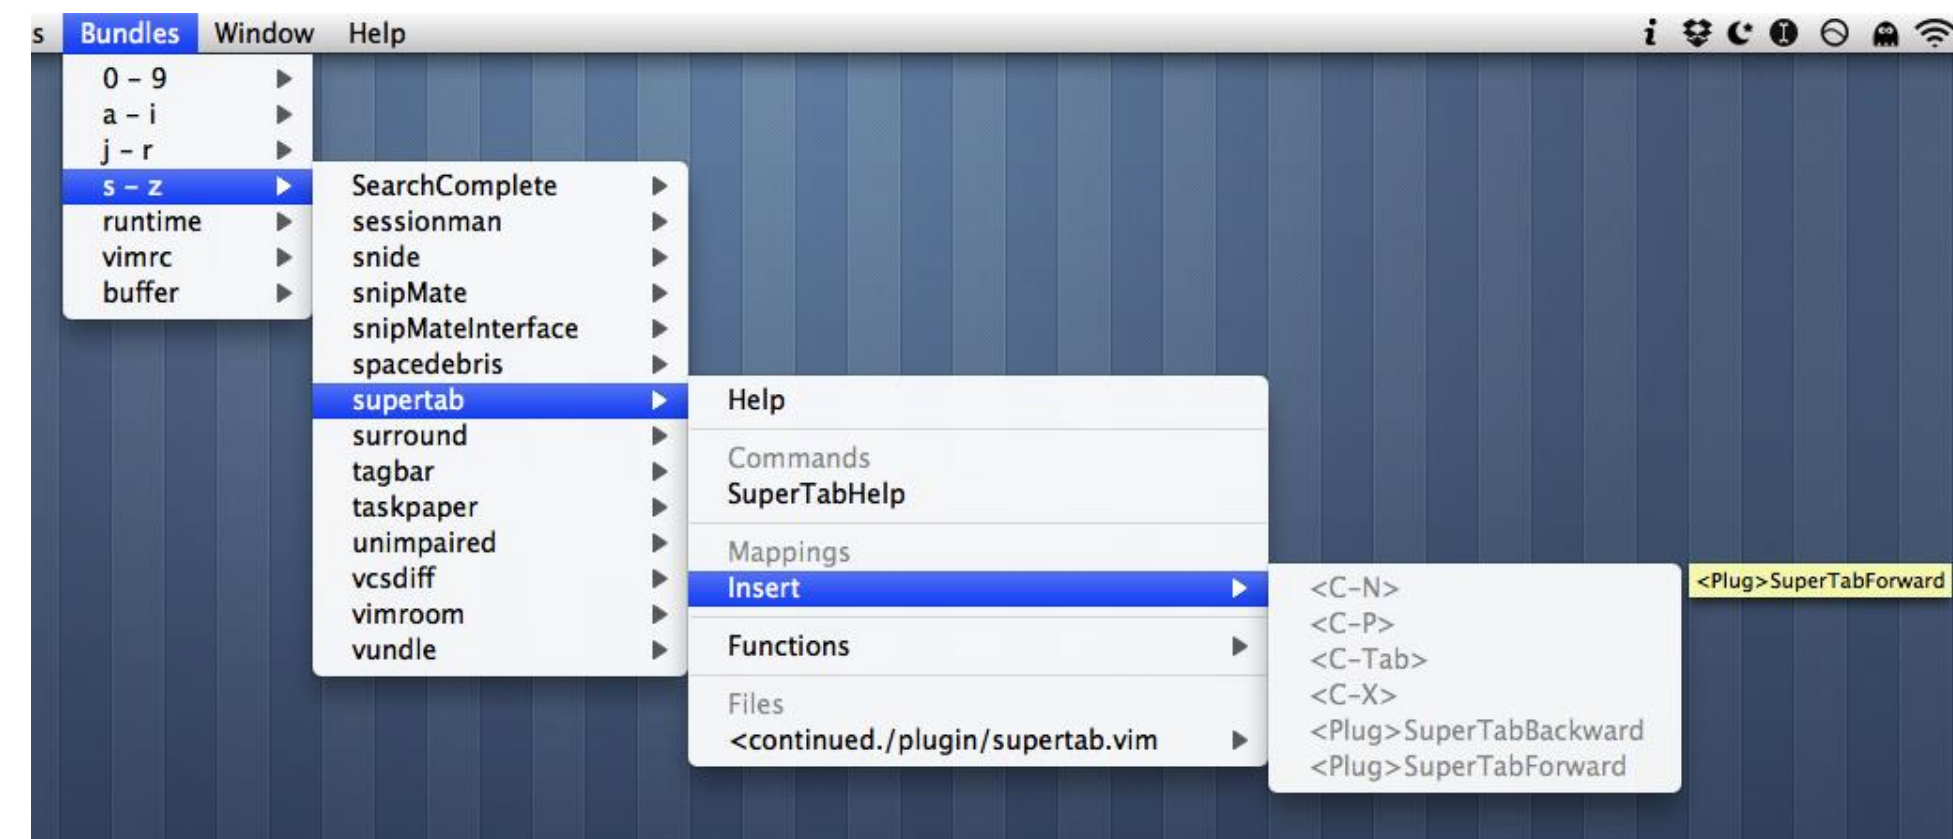 s Bundles Window Help
0 – 9
a – i
j – r
s – z
runtime
vimrc
buffer
SearchComplete
sessionman
snide
snipMate
snipMateInterface
spacedebris
supertab
surround
tagbar
taskpaper
unimpaired
vcsdiff
vimroom
vundle
Help
Commands
SuperTabHelp
Mappings
Insert
Functions
Files
<continued./plugin/supertab.vim
<C-N>
<C-P>
<C-Tab>
<C-X>
<Plug>SuperTabBackward
<Plug>SuperTabForward
<Plug>SuperTabForward